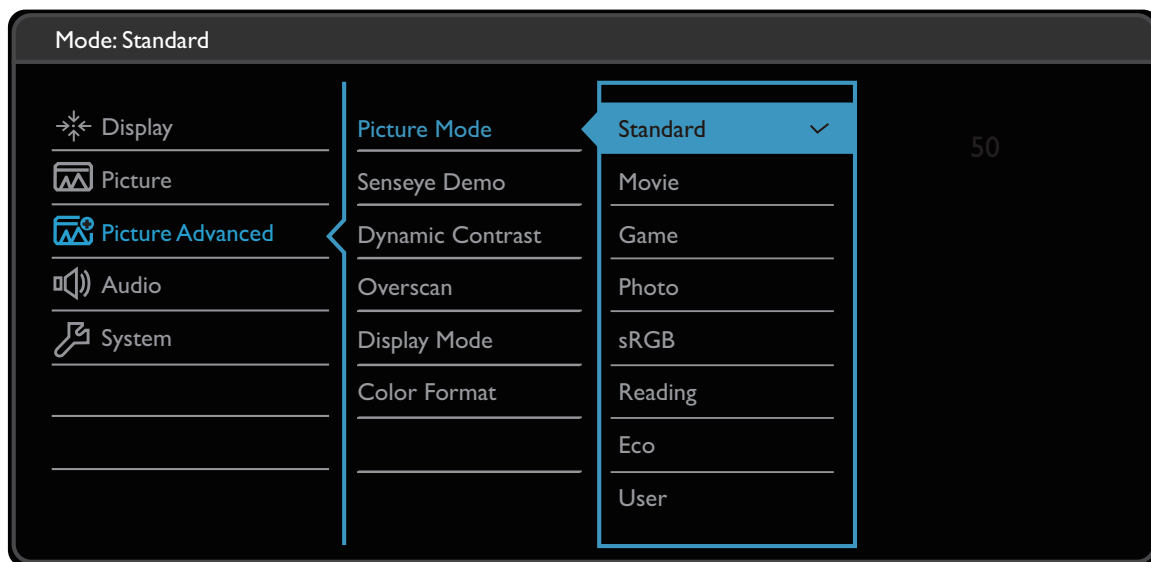 Mode: Standard
Display
Picture
Picture Advanced
Audio
System
Picture Mode
Senseye Demo
Dynamic Contrast
Overscan
Display Mode
Color Format
Standard
Movie
Game
Photo
sRGB
Reading
Eco
User
50